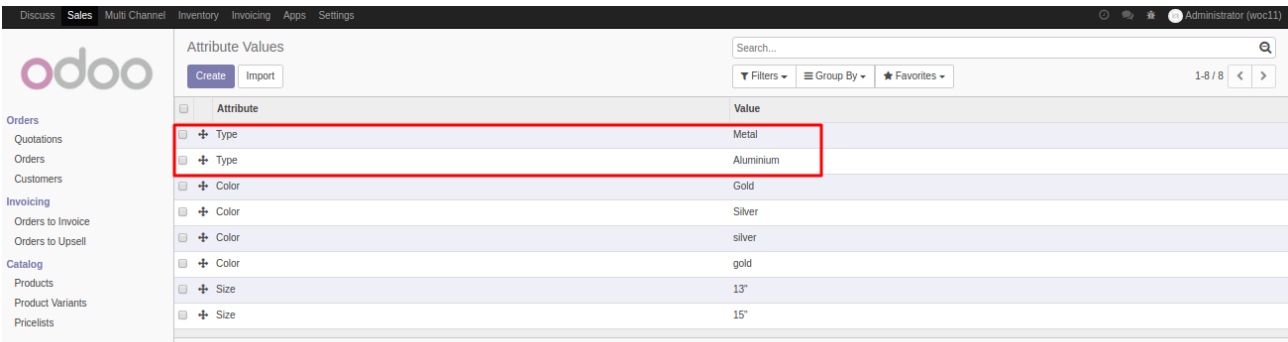 Discuss Sales Multi Channel Inventory Invoicing Apps Settings Administrator (woc11)
odoo
Attribute Values
Search...
Create Import
Filters Group By Favorites 1-8 / 8
Attribute Value
Orders
Type Metal
Quotations
Type Aluminium
Orders
Customers
Color Gold
Invoicing
Color Silver
Orders to Invoice
Color silver
Orders to Upsell
Color gold
Catalog
Products
Size 13"
Product Variants
Size 15"
Pricelists